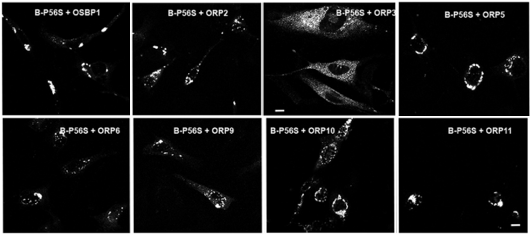 B-P56S + OSBP1
B-P56S + ORP2
B-P56S + ORP3
B-P56S + ORP5
B-P56S + ORP6
B-P56S + ORP9
B-P56S + ORP10
B-P56S + ORP11